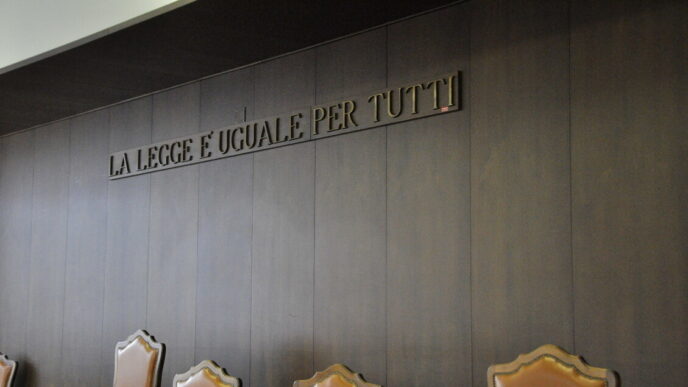 LA LEGGE E' UGUALE PER TUTTI